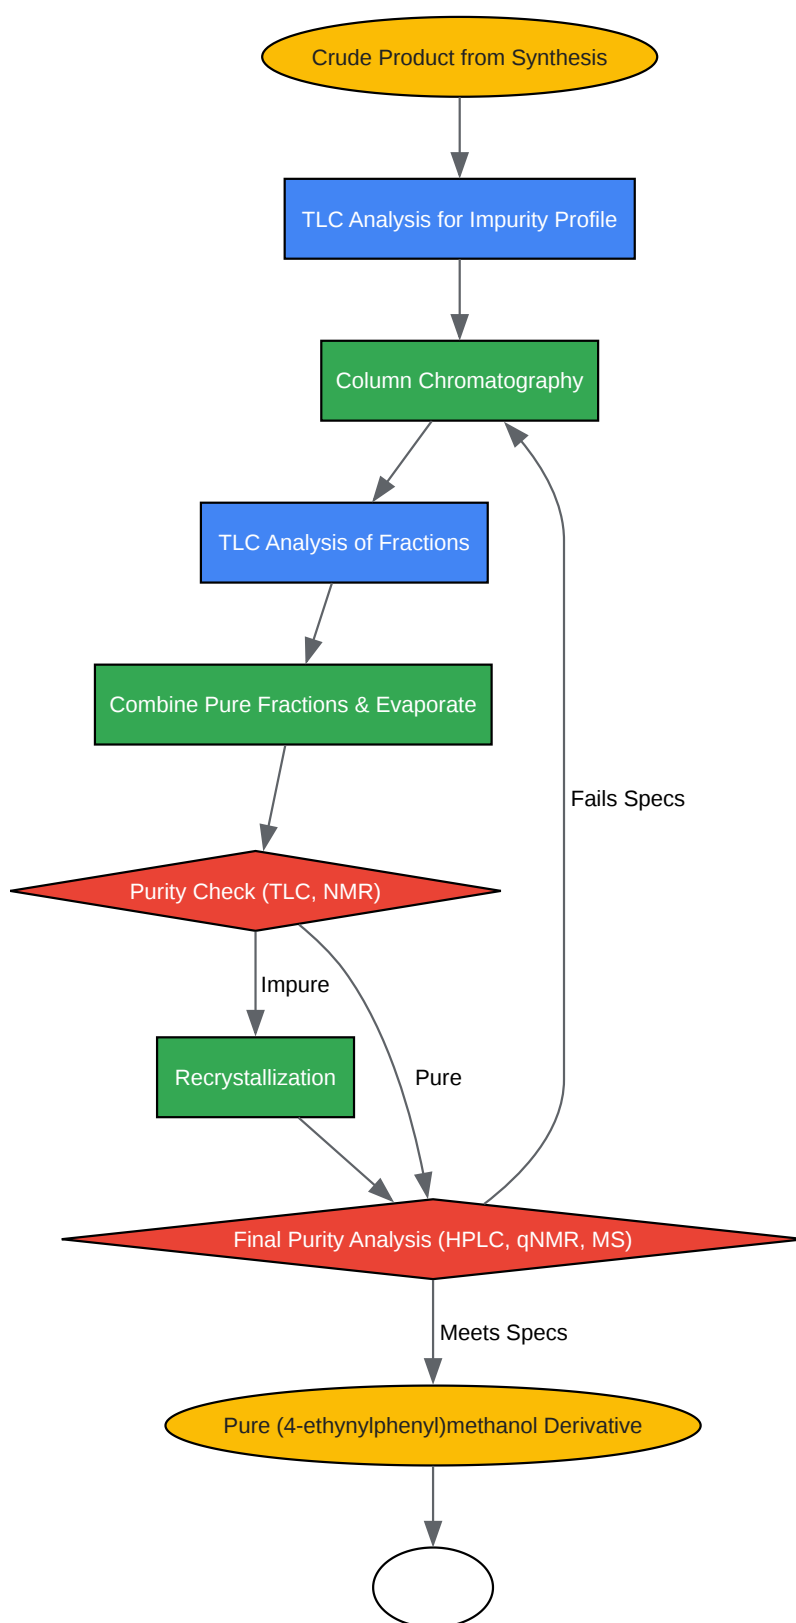 Crude Product from Synthesis
TLC Analysis for Impurity Profile
Column Chromatography
TLC Analysis of Fractions
Combine Pure Fractions & Evaporate
Fails Specs
Purity Check (TLC, NMR)
Impure
Recrystallization
Pure
Final Purity Analysis (HPLC, qNMR, MS)
Meets Specs
Pure (4-ethynylphenyl)methanol Derivative